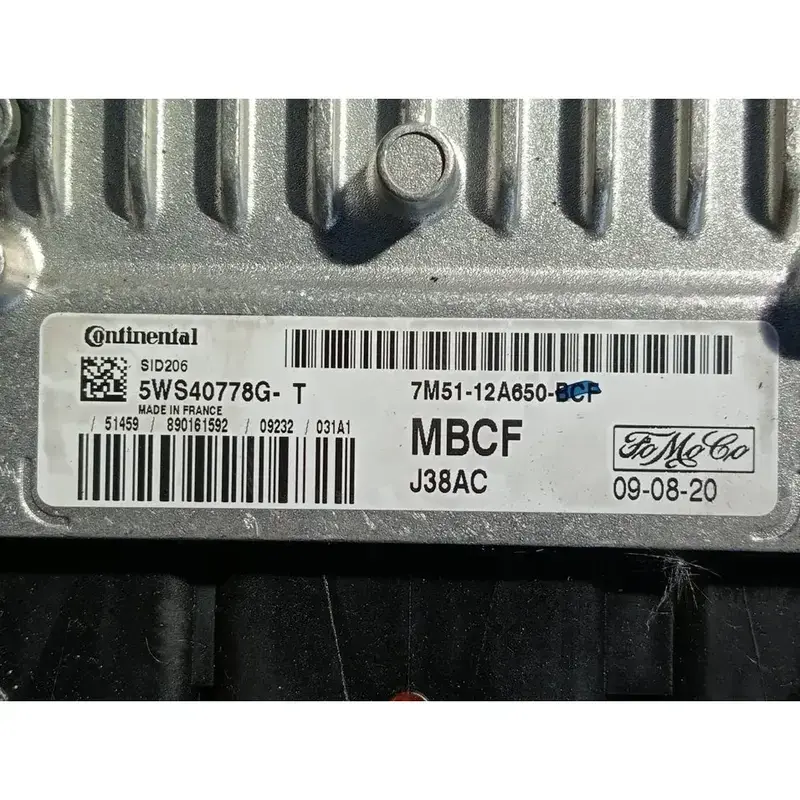 Continental
SID206
5WS40778G- T
MADE IN FRANCE
/ 51459 / 890161592 / 09232 / 031A1
7M51-12A650-BCF
MBCF
J38AC
FoMoCo
09-08-20